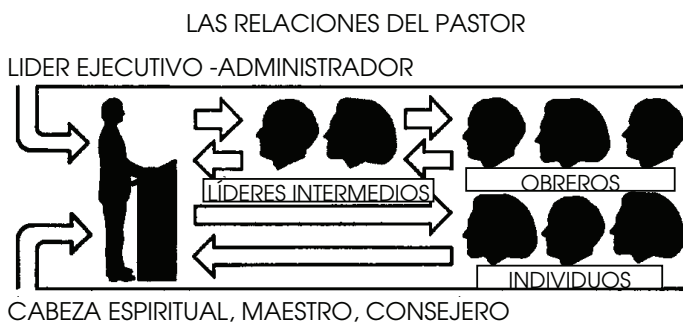 LAS RELACIONES DEL PASTOR
LIDER EJECUTIVO -ADMINISTRADOR
LÍDERES INTERMEDIOS
OBREROS
INDIVIDUOS
CABEZA ESPIRITUAL, MAESTRO, CONSEJERO